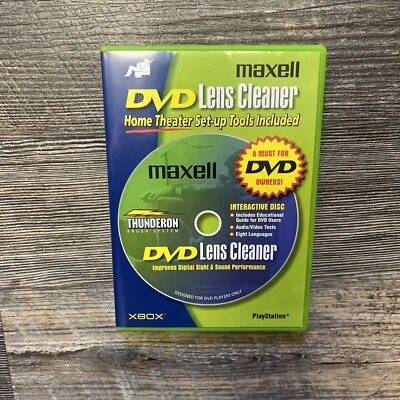 maxell
DVD Lens Cleaner
Home Theater Set-up Tools Included
maxell
A MUST FOR
DVD
OWNERS!
THUNDERON
BRUSH SYSTEM
INTERACTIVE DISC
• Includes Educational
Guide for DVD Users
• Audio/Video Tests
• Eight Languages
DVD Lens Cleaner
Improves Digital Sight & Sound Performance
DESIGNED FOR DVD PLAYERS ONLY
XBOX
PlayStation®